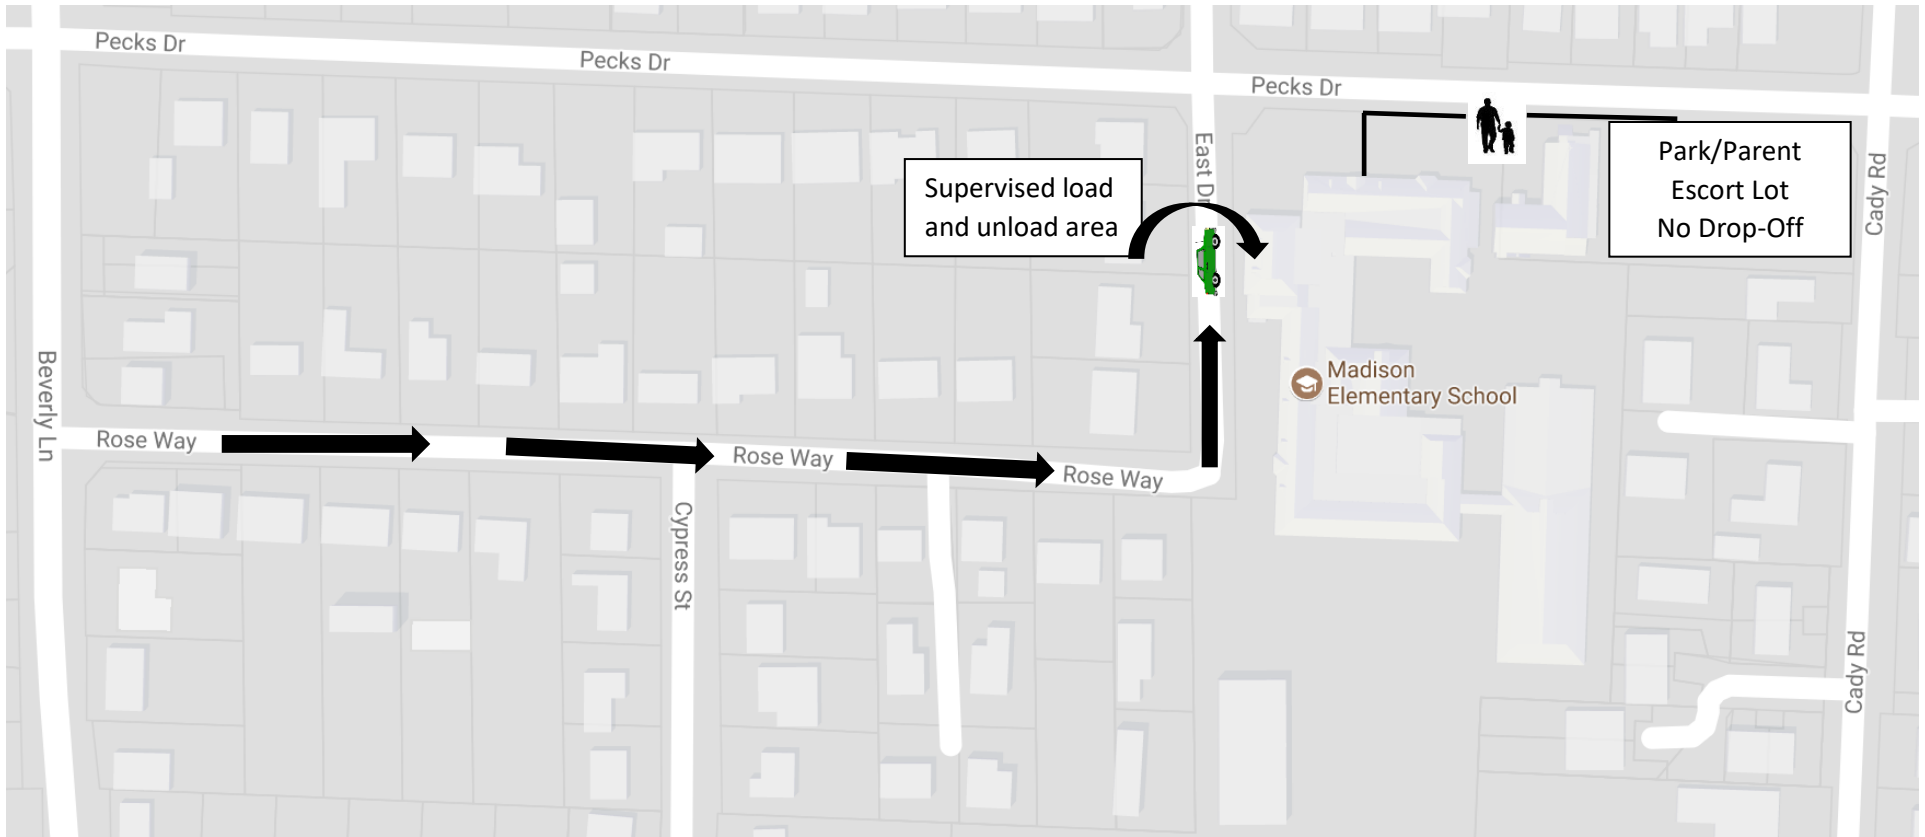 Pecks Dr
Pecks Dr
Pecks Dr
East Dr
Supervised load
and unload area
Park/Parent
Escort Lot
No Drop-Off
Cady Rd
Madison
Elementary School
Beverly Ln
Rose Way
Rose Way
Rose Way
Cypress St
Cady Rd